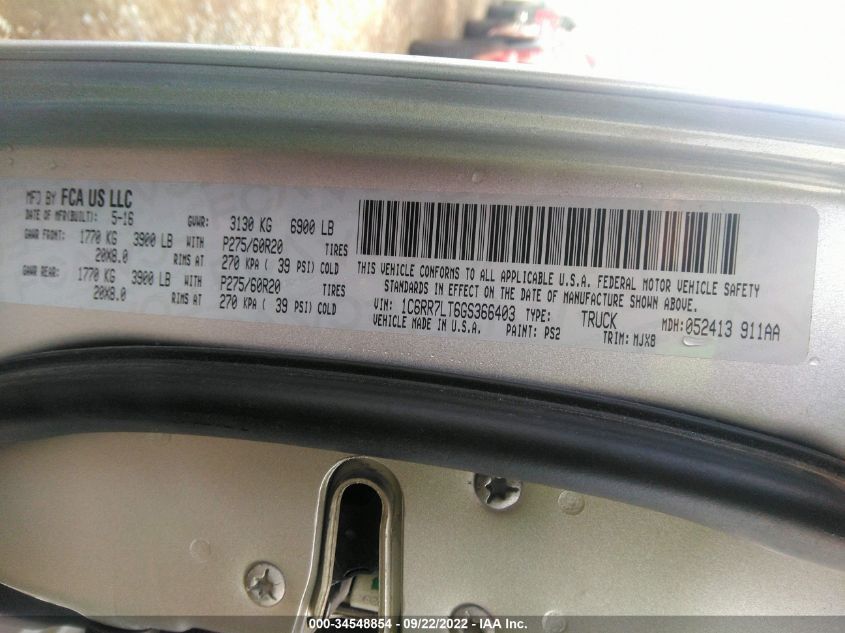 MFD BY FCA US LLC
DATE OF MFR(BUILT): 5-16 GVWR: 3130 KG 6900 LB
GAWR FRONT: 1770 KG 3900 LB WITH P275/60R20 TIRES
20X8.0 RIMS AT 270 KPA ( 39 PSI) COLD
GAWR REAR: 1770 KG 3900 LB WITH P275/60R20 TIRES
20X8.0 RIMS AT 270 KPA ( 39 PSI) COLD
THIS VEHICLE CONFORMS TO ALL APPLICABLE U.S.A. FEDERAL MOTOR VEHICLE SAFETY
STANDARDS IN EFFECT ON THE DATE OF MANUFACTURE SHOWN ABOVE.
VIN: 1C6RR7LT6GS366403 TYPE: TRUCK MDH:052413 911AA
VEHICLE MADE IN U.S.A. PAINT: PS2 TRIM: MJX8
000-34548854 - 09/22/2022 - IAA Inc.